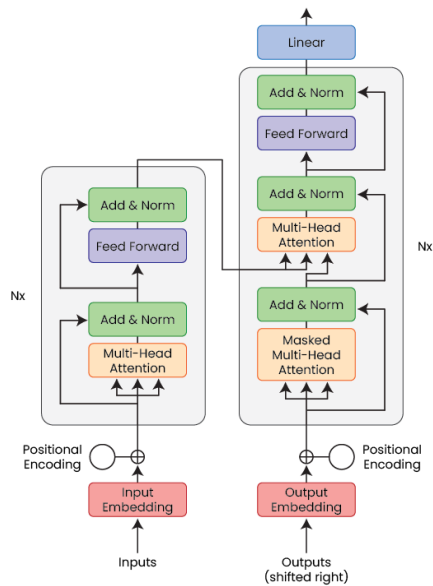 Linear
Add & Norm
Feed Forward
Add & Norm
Multi-Head
Attention
Nx
Add & Norm
Masked
Multi-Head
Attention
Positional
Encoding
Output
Embedding
Outputs
(shifted right)
Add & Norm
Feed Forward
Nx
Add & Norm
Multi-Head
Attention
Positional
Encoding
Input
Embedding
Inputs